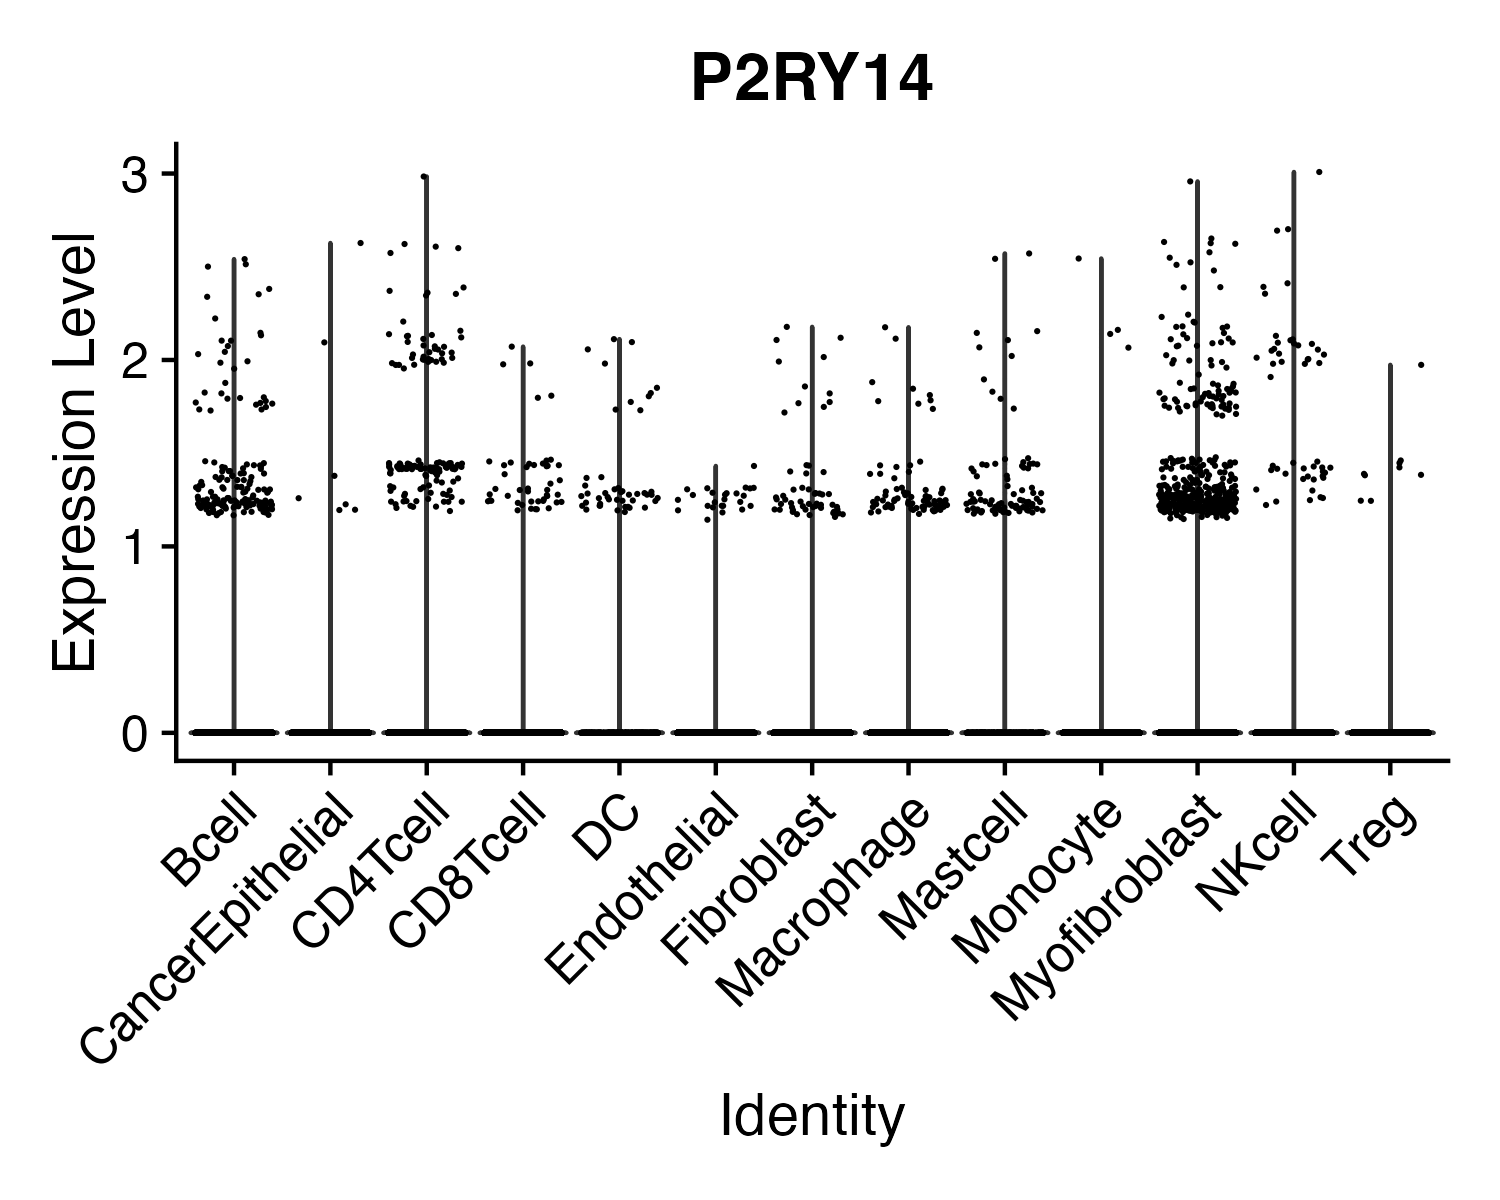 P2RY14
Expression Level
3
2
1
0
Bcell
CancerEpithelial
CD4Tcell
CD8Tcell
DC
Endothelial
Fibroblast
Macrophage
Mastcell
Monocyte
Myofibroblast
NKcell
Treg
Identity